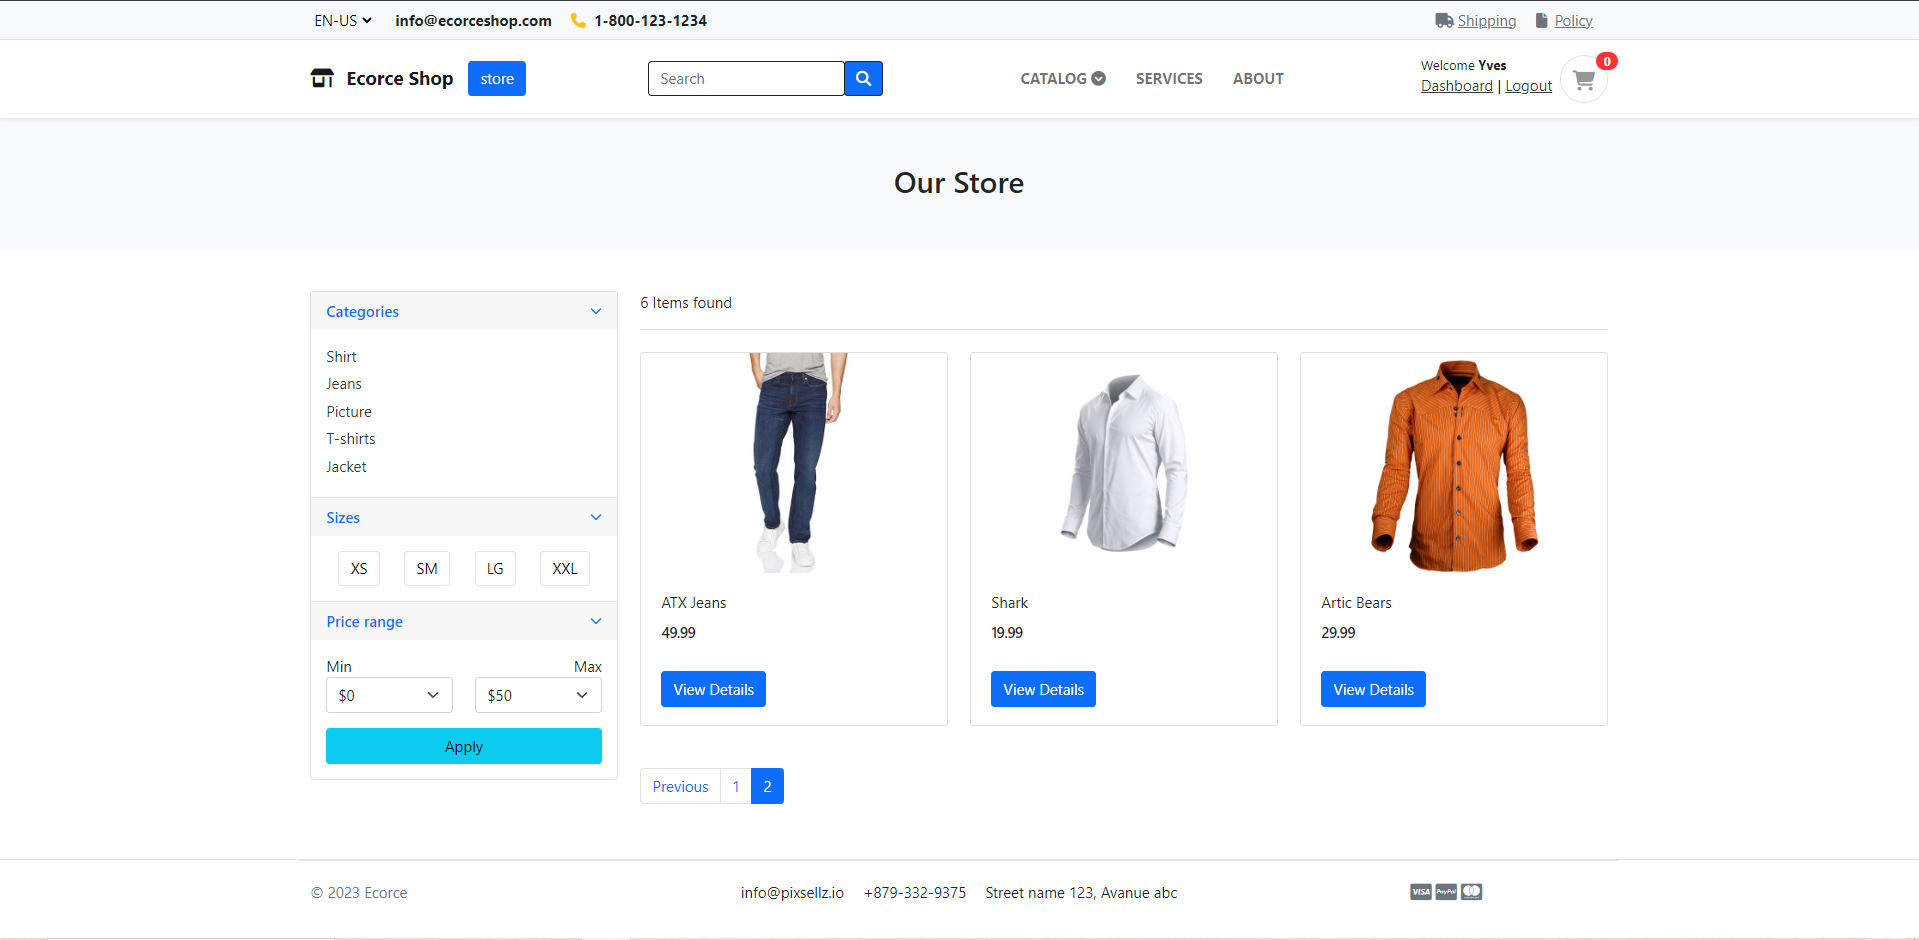 EN-US info@ecorceshop.com 1-800-123-1234 Shipping Policy
Ecorce Shop store Search CATALOG SERVICES ABOUT
Welcome Yves
Dashboard | Logout
0
Our Store
Categories
Shirt
Jeans
Picture
T-shirts
Jacket
Sizes
XS SM LG XXL
Price range
Min Max
$0 $50
Apply
6 Items found
ATX Jeans
49.99
View Details
Shark
19.99
View Details
Artic Bears
29.99
View Details
Previous 1 2
© 2023 Ecorce info@pixsellz.io +879-332-9375 Street name 123, Avanue abc VISA PayPal